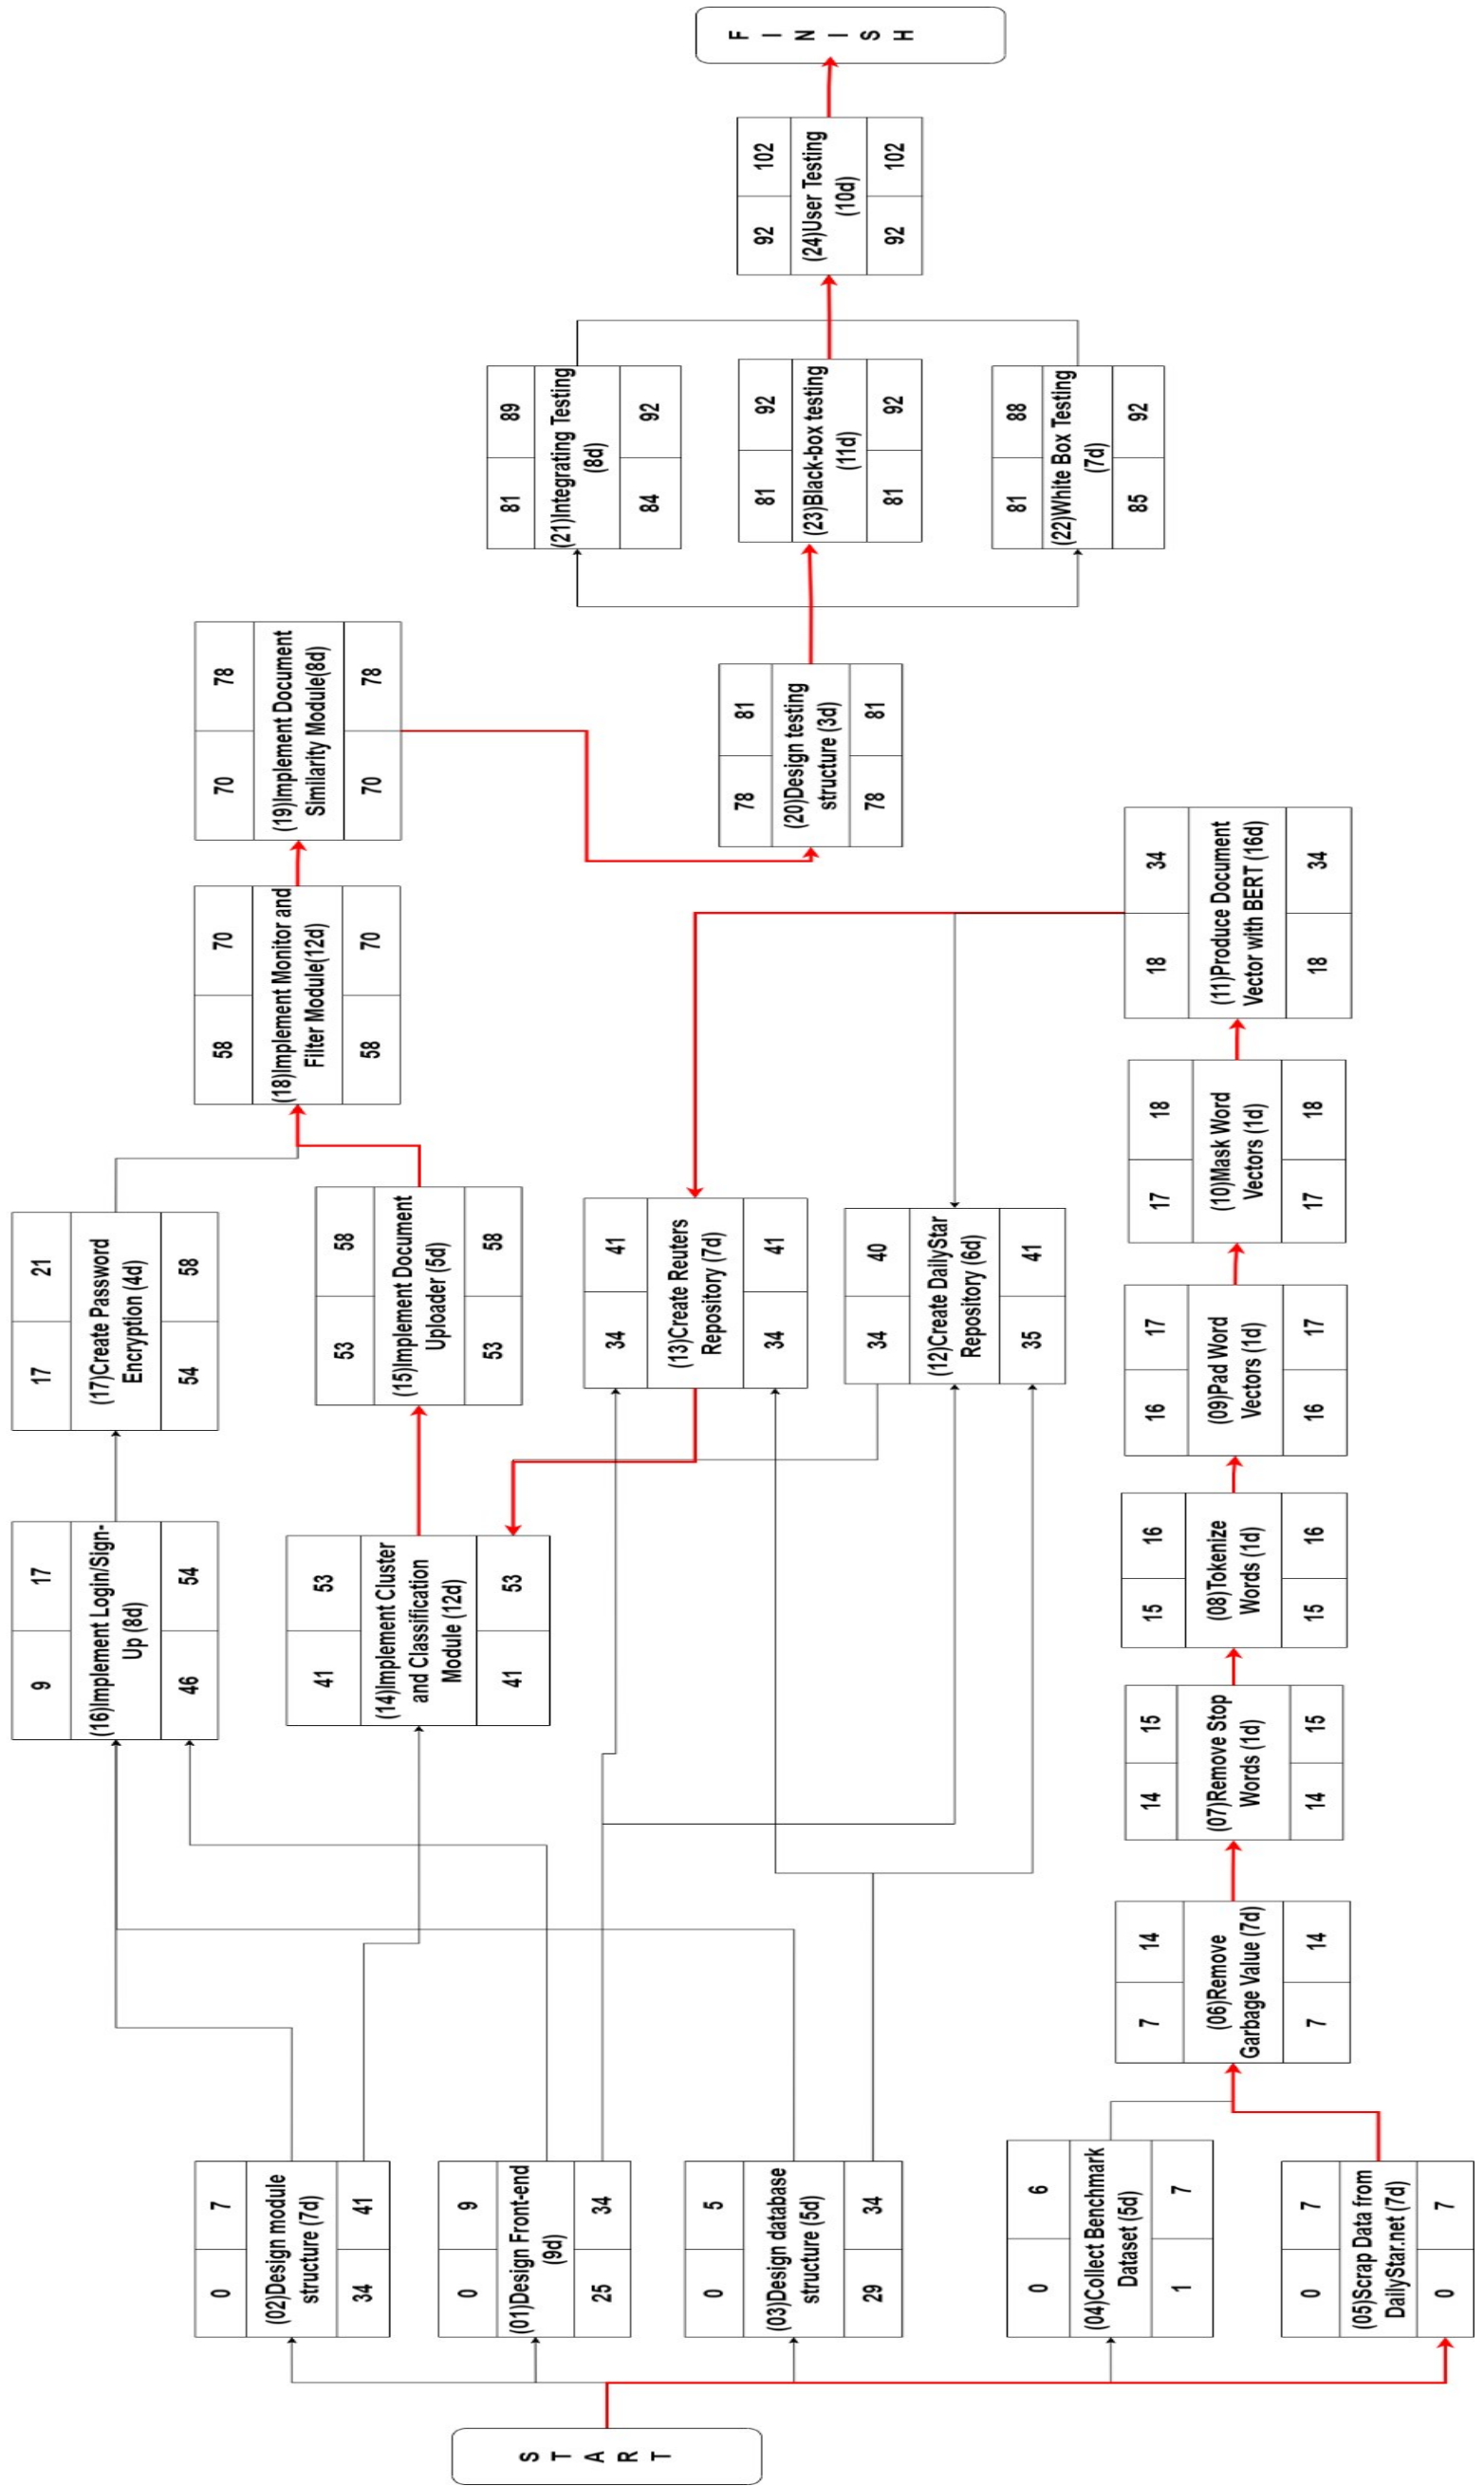 START
0 7
(02)Design module
structure (7d)
34 41
0 9
(01)Design Front-end
(9d)
25 34
0 5
(03)Design database
structure (5d)
29 34
0 6
(04)Collect Benchmark
Dataset (5d)
1 7
0 7
(05)Scrap Data from
DailyStar.net (7d)
0 7
7 14
(06)Remove
Garbage Value (7d)
7 14
14 15
(07)Remove Stop
Words (1d)
14 15
15 16
(08)Tokenize
Words (1d)
15 16
16 17
(09)Pad Word
Vectors (1d)
16 17
17 18
(10)Mask Word
Vectors (1d)
17 18
18 34
(11)Produce Document
Vector with BERT (16d)
18 34
34 40
(12)Create DailyStar
Repository (6d)
35 41
34 41
(13)Create Reuters
Repository (7d)
34 41
41 53
(14)Implement Cluster
and Classification
Module (12d)
41 53
53 58
(15)Implement Document
Uploader (5d)
53 58
9 17
(16)Implement Login/Sign-
Up (8d)
46 54
17 21
(17)Create Password
Encryption (4d)
54 58
58 70
(18)Implement Monitor and
Filter Module(12d)
58 70
70 78
(19)Implement Document
Similarity Module(8d)
70 78
78 81
(20)Design testing
structure (3d)
78 81
81 89
(21)Integrating Testing
(8d)
84 92
81 92
(23)Black-box testing
(11d)
81 92
81 88
(22)White Box Testing
(7d)
85 92
92 102
(24)User Testing
(10d)
92 102
FINISH